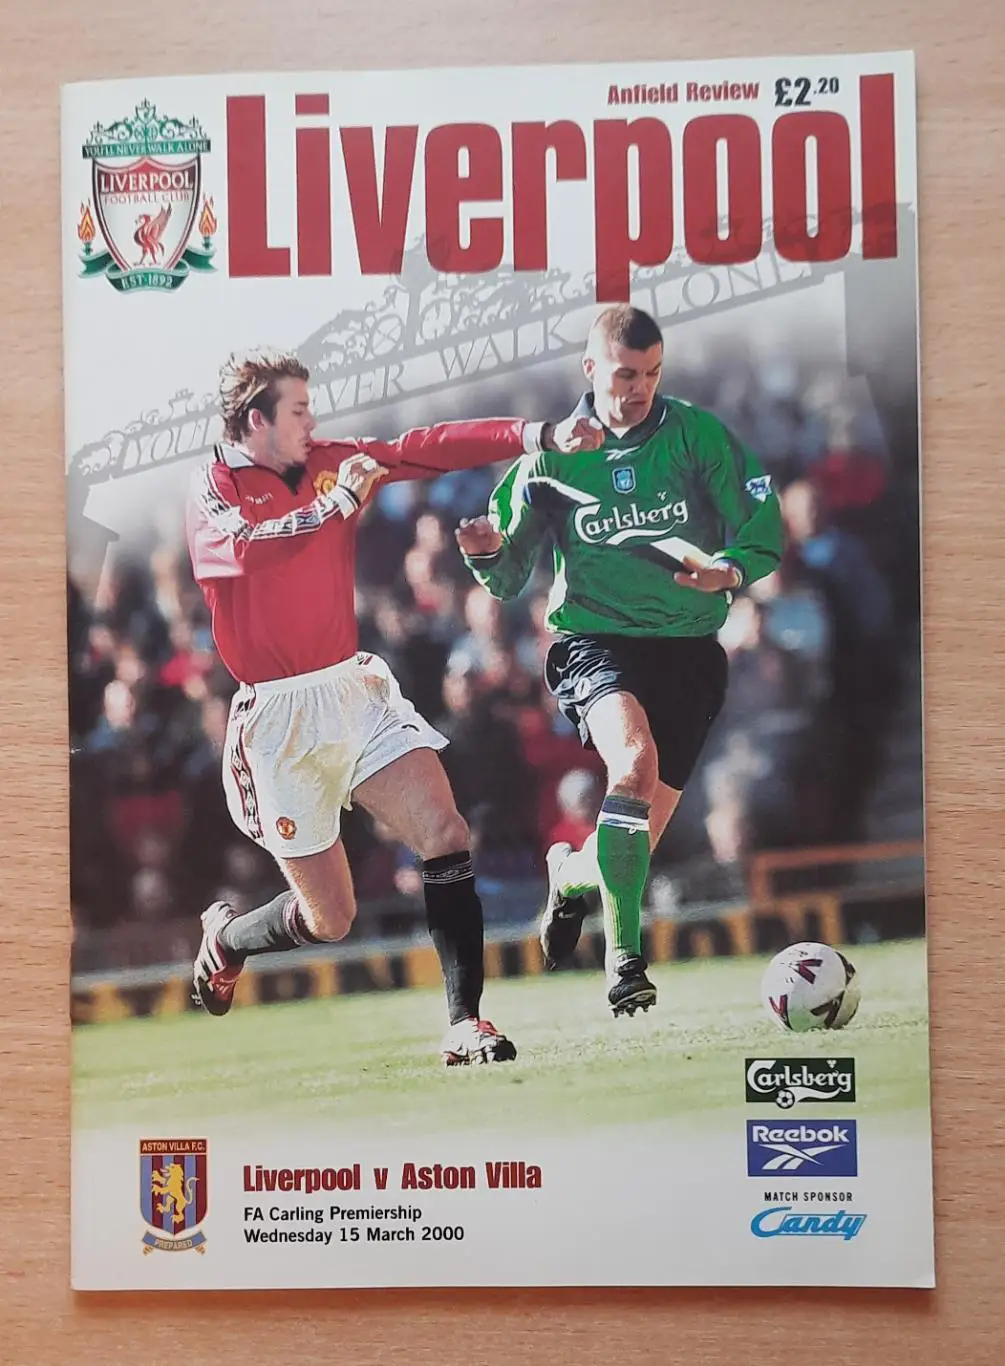 Anfield Review £2.20
Liverpool
YOU'LL NEVER WALK ALONE
LIVERPOOL
FOOTBALL CLUB
EST·1892
YOU'LL NEVER WALK ALONE
Carlsberg
Carlsberg
Reebok
MATCH SPONSOR
Candy
ASTON VILLA F.C.
PREPARED
Liverpool v Aston Villa
FA Carling Premiership
Wednesday 15 March 2000